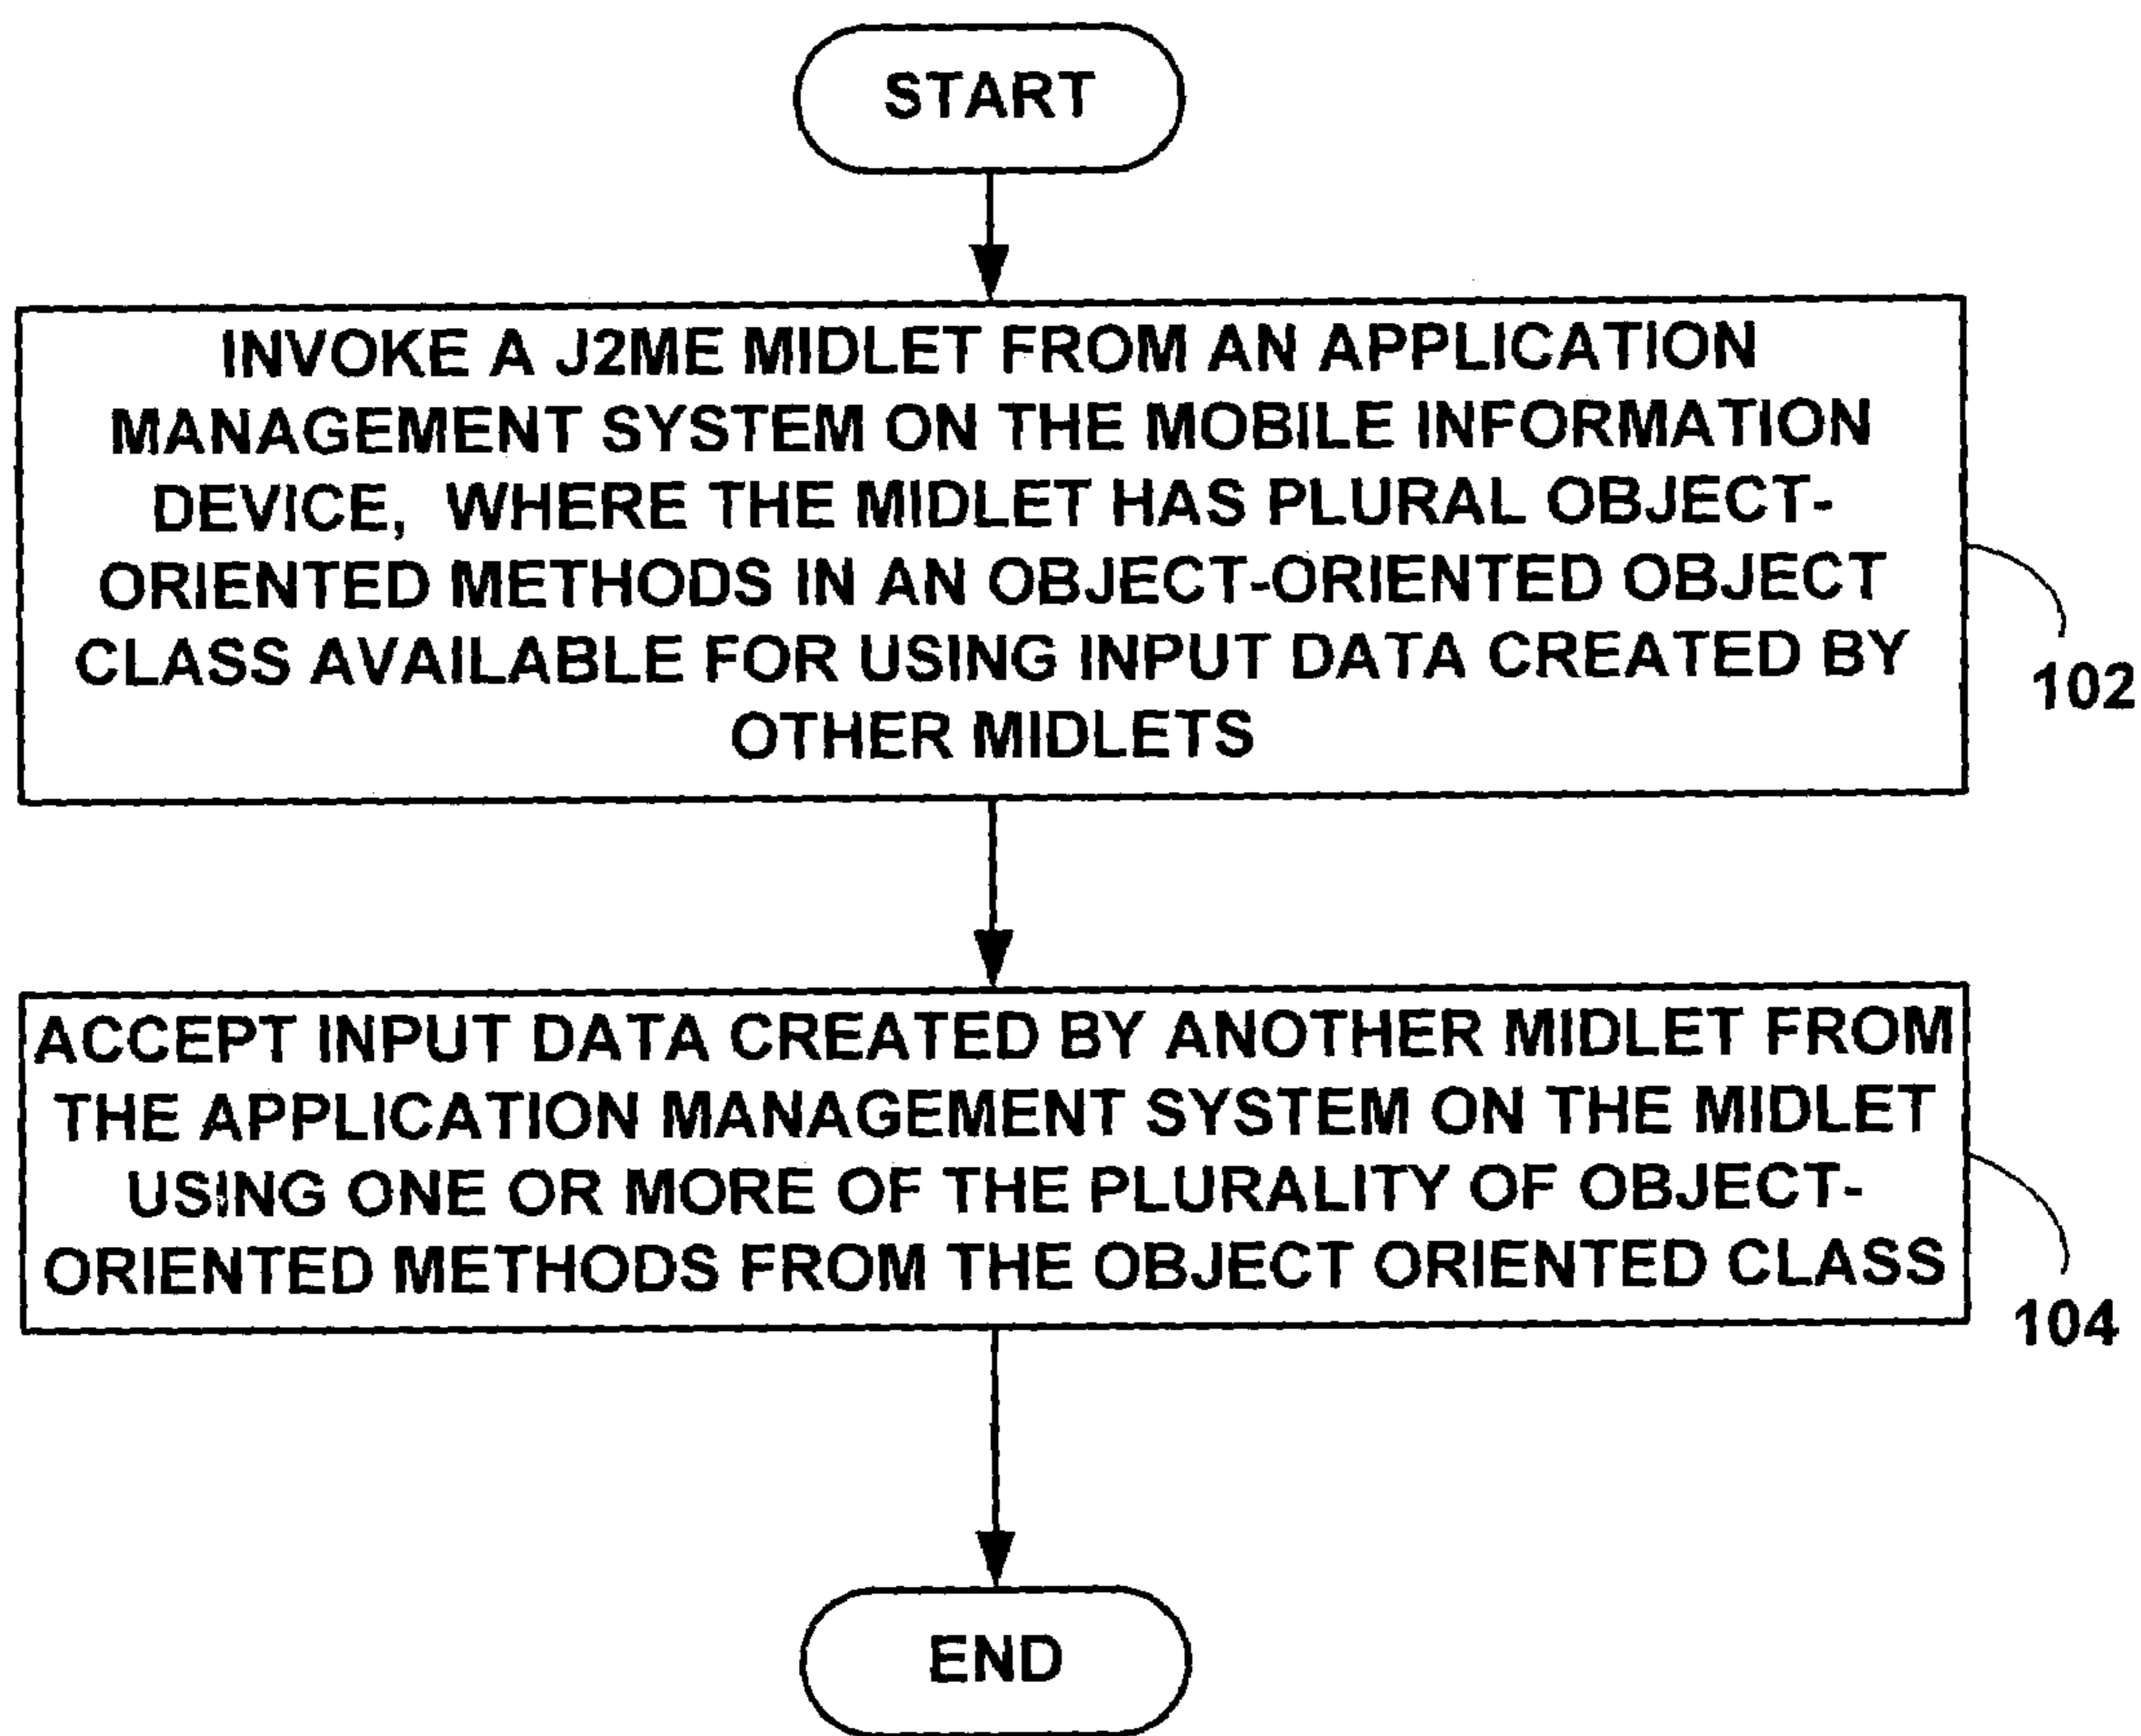 START
INVOKE A J2ME MIDLET FROM AN APPLICATION
MANAGEMENT SYSTEM ON THE MOBILE INFORMATION
DEVICE, WHERE THE MIDLET HAS PLURAL OBJECT-
ORIENTED METHODS IN AN OBJECT-ORIENTED OBJECT
CLASS AVAILABLE FOR USING INPUT DATA CREATED BY
OTHER MIDLETS
102
ACCEPT INPUT DATA CREATED BY ANOTHER MIDLET FROM
THE APPLICATION MANAGEMENT SYSTEM ON THE MIDLET
USING ONE OR MORE OF THE PLURALITY OF OBJECT-
ORIENTED METHODS FROM THE OBJECT ORIENTED CLASS
104
END